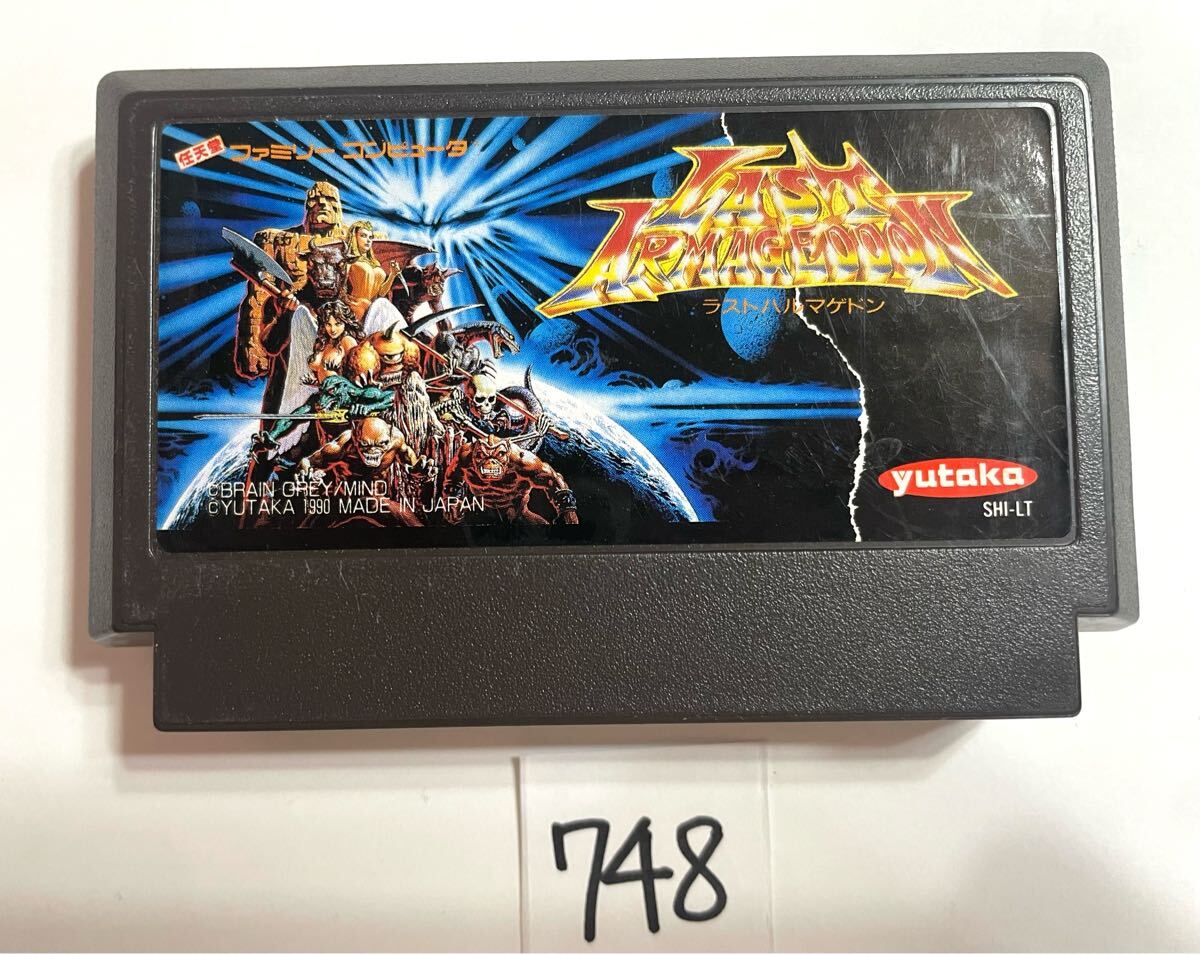 任天堂 ファミリー コンピュータ
LAST
ARMAGEDDON
ラストハルマゲドン
yutaka
SHI-LT
©BRAIN GREY/MIND
©YUTAKA 1990 MADE IN JAPAN
748